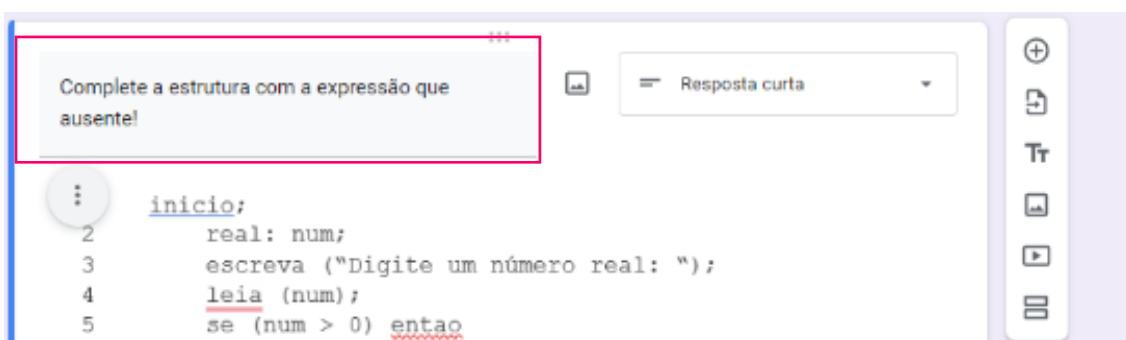 Complete a estrutura com a expressão que
ausente!
Resposta curta
inicio;
2 real: num;
3 escreva (“Digite um número real: “);
4 leia (num);
5 se (num > 0) entao
Tт